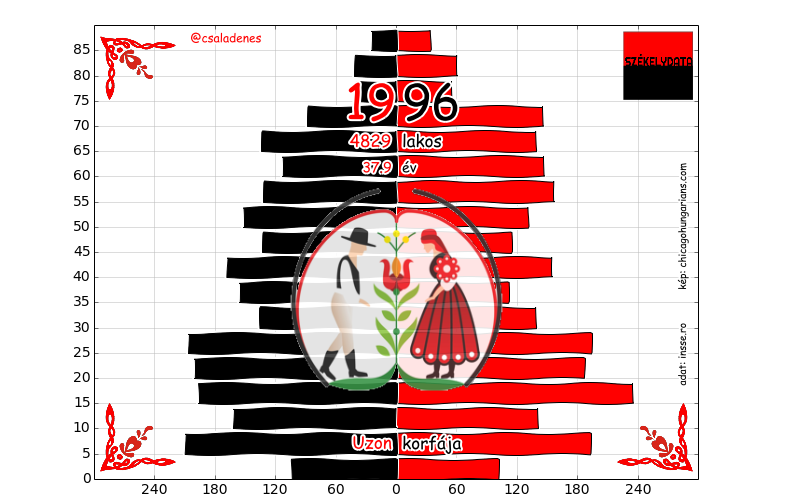 @csaladenes
SZÉKELYDATA
1996
4829 lakos
37.9 év
kép: chicagohungarians.com
adat: insse.ro
Uzon korfája
85
80
75
70
65
60
55
50
45
40
35
30
25
20
15
10
5
0
240 180 120 60 0 60 120 180 240